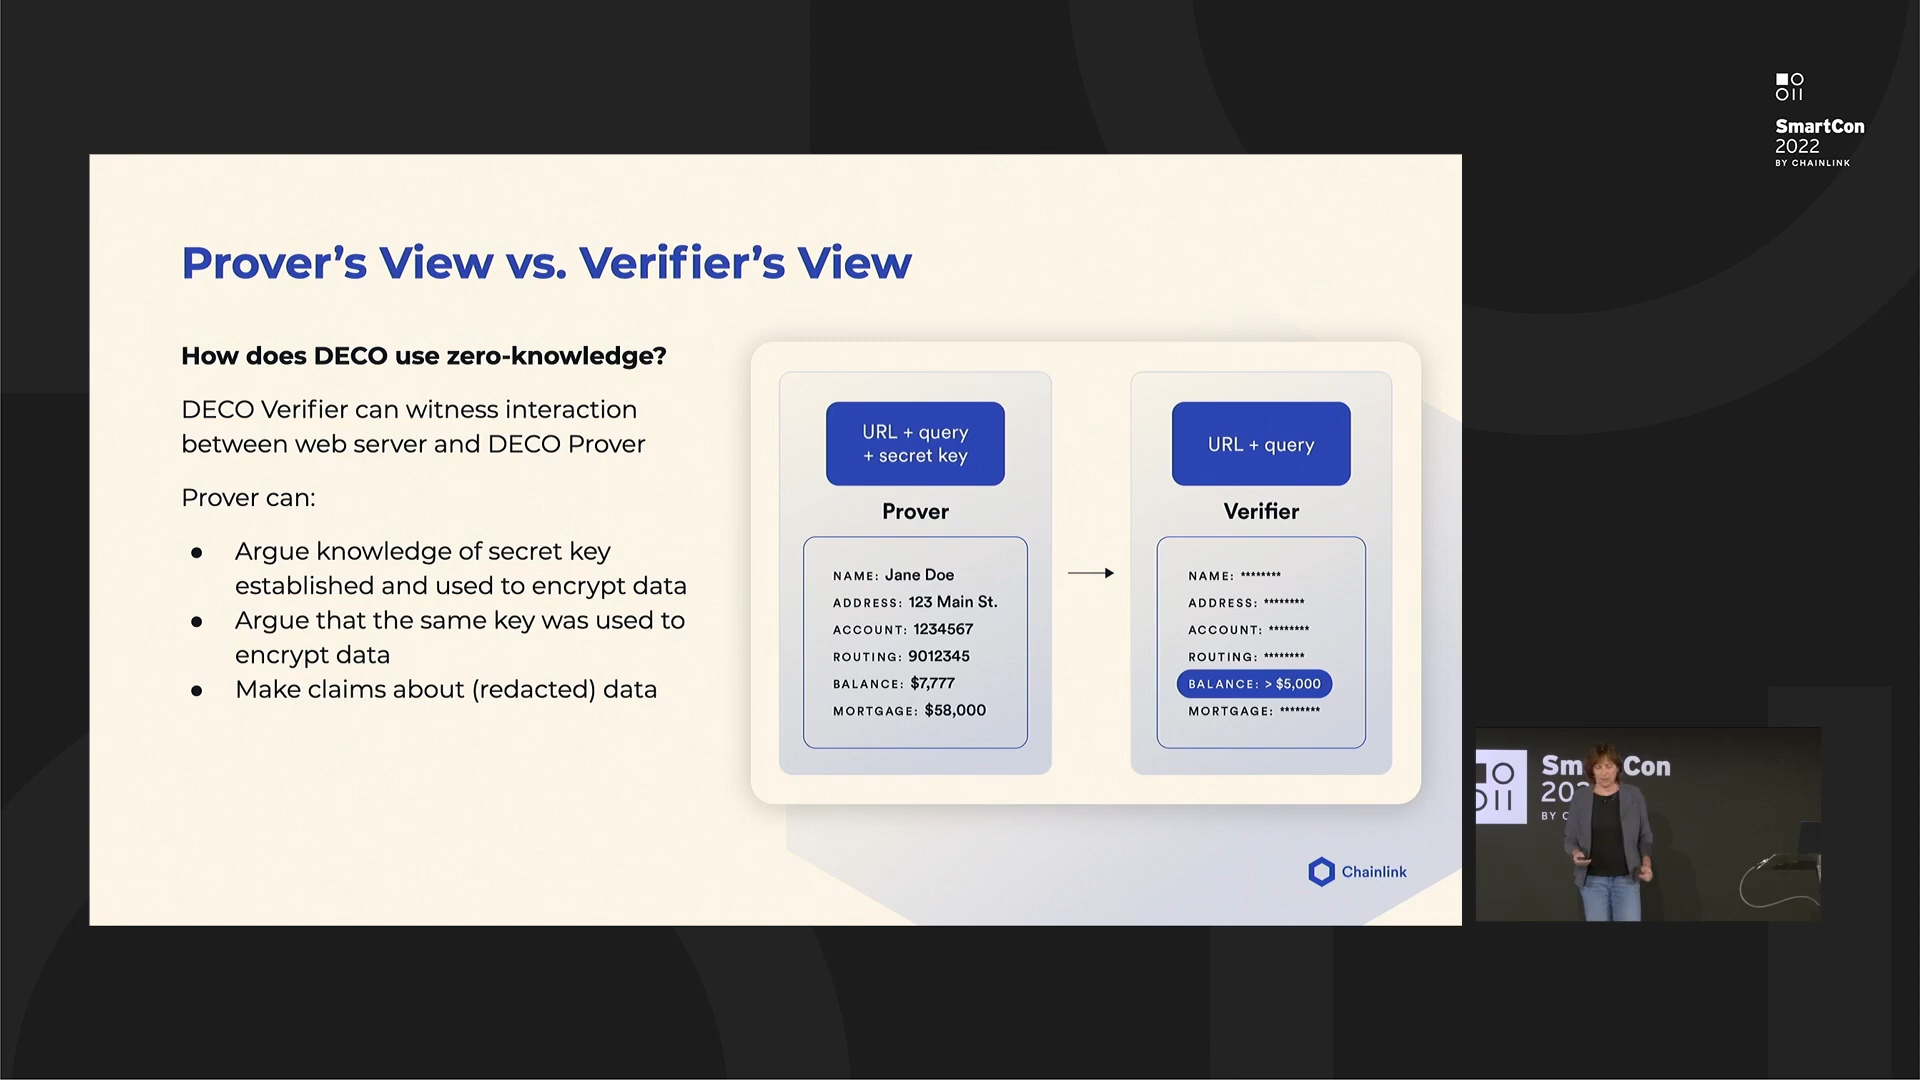 SmartCon
2022
BY CHAINLINK
Prover's View vs. Verifier's View
How does DECO use zero-knowledge?
DECO Verifier can witness interaction
between web server and DECO Prover
Prover can:
● Argue knowledge of secret key
established and used to encrypt data
● Argue that the same key was used to
encrypt data
● Make claims about (redacted) data
URL + query
+ secret key
Prover
NAME: Jane Doe
ADDRESS: 123 Main St.
ACCOUNT: 1234567
ROUTING: 9012345
BALANCE: $7,777
MORTGAGE: $58,000
URL + query
Verifier
NAME: ********
ADDRESS: ********
ACCOUNT: ********
ROUTING: ********
BALANCE: > $5,000
MORTGAGE: ********
Chainlink
Sm Con
202
BY C